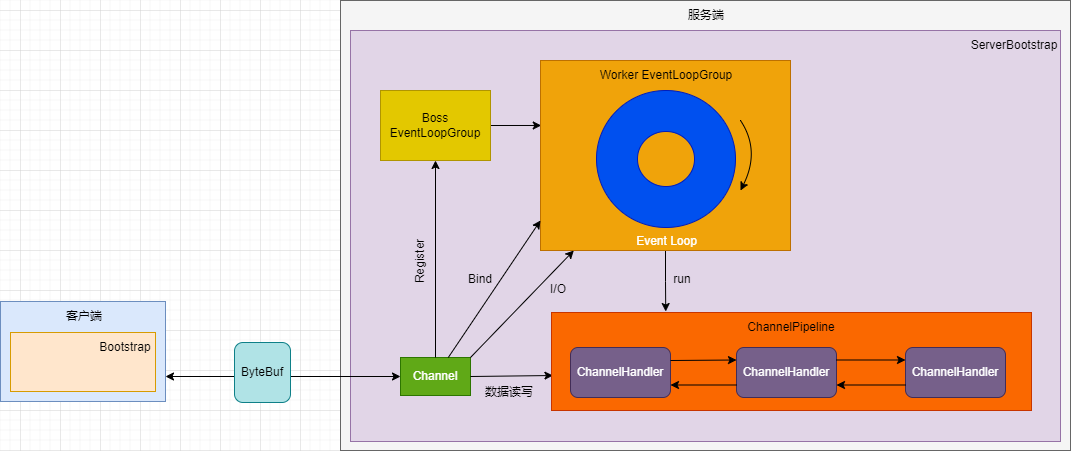 服务端
ServerBootstrap
Worker EventLoopGroup
Boss
EventLoopGroup
Event Loop
Register
Bind
I/O
run
客户端
Bootstrap
ByteBuf
Channel
数据读写
ChannelPipeline
ChannelHandler
ChannelHandler
ChannelHandler